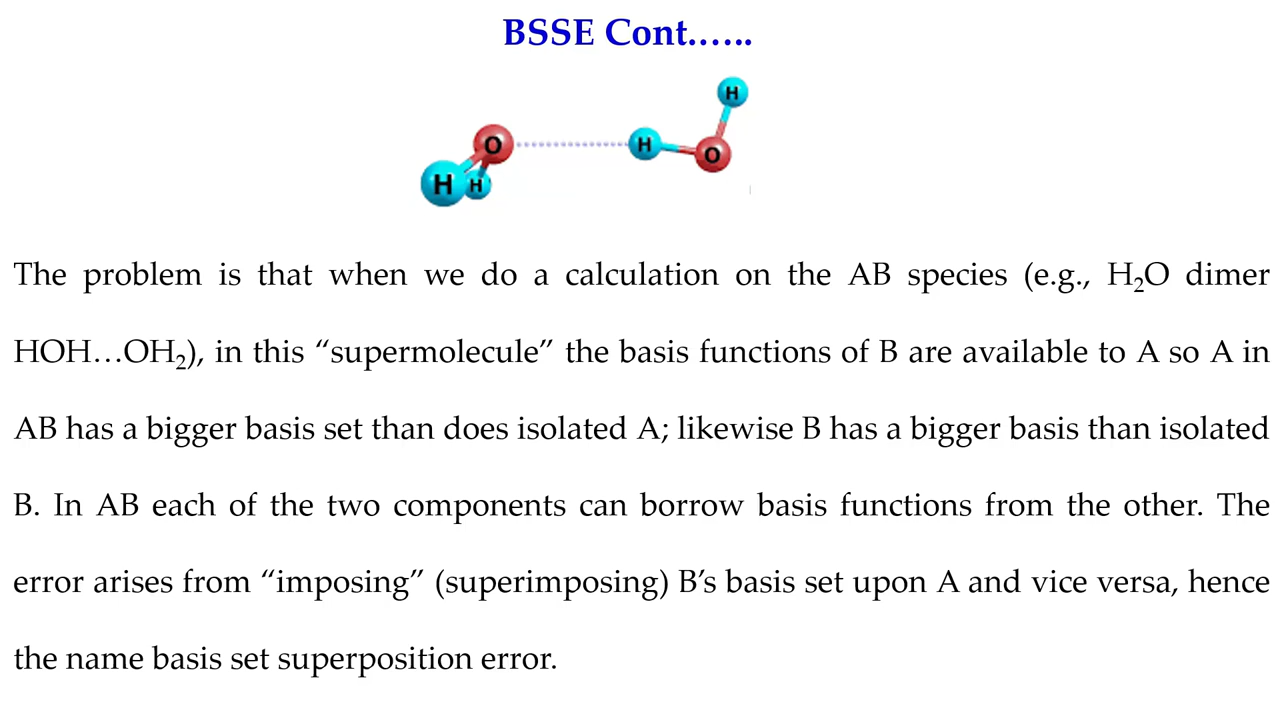 BSSE Cont.…..
H
O
H
H
H
O
The problem is that when we do a calculation on the AB species (e.g., H₂O dimer
HOH…OH₂), in this “supermolecule” the basis functions of B are available to A so A in
AB has a bigger basis set than does isolated A; likewise B has a bigger basis than isolated
B. In AB each of the two components can borrow basis functions from the other. The
error arises from “imposing” (superimposing) B’s basis set upon A and vice versa, hence
the name basis set superposition error.